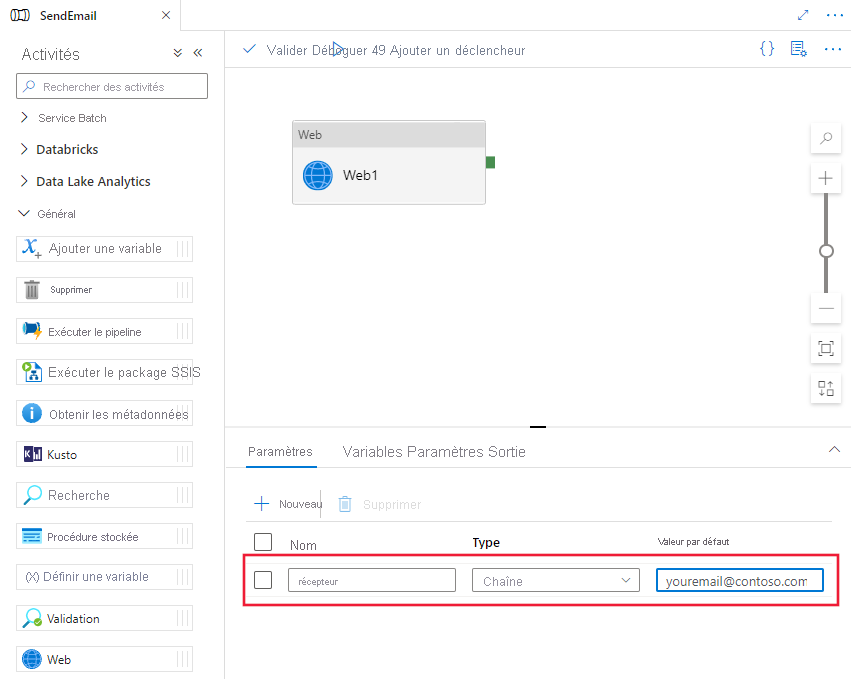 SendEmail
Activités
Valider Déboguer 49 Ajouter un déclencheur
Rechercher des activités
Service Batch
Databricks
Data Lake Analytics
Général
Ajouter une variable
Supprimer
Exécuter le pipeline
Exécuter le package SSIS
Obtenir les métadonnées
Kusto
Recherche
Procédure stockée
(X) Définir une variable
Validation
Web
Web
Web1
Paramètres
Variables Paramètres Sortie
Nouveau
Supprimer
Nom
Type
Valeur par défaut
récepteur
Chaîne
youremail@contoso.com